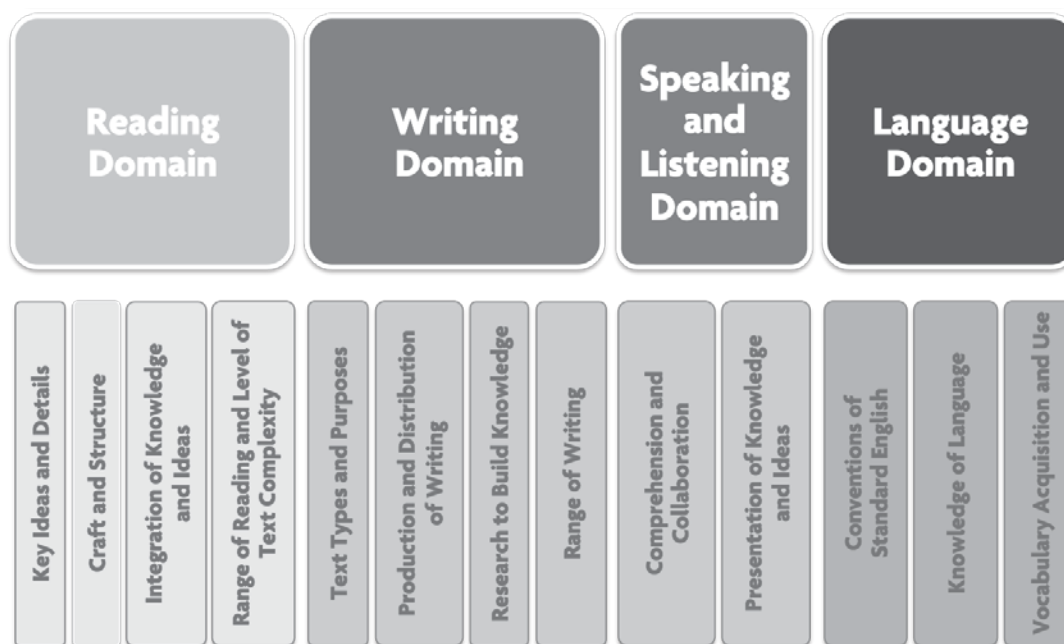 Reading
Domain
Writing
Domain
Speaking
and
Listening
Domain
Language
Domain
Key Ideas and Details
Craft and Structure
Integration of Knowledge
and Ideas
Range of Reading and Level of
Text Complexity
Text Types and Purposes
Production and Distribution
of Writing
Research to Build Knowledge
Range of Writing
Comprehension and
Collaboration
Presentation of Knowledge
and Ideas
Conventions of
Standard English
Knowledge of Language
Vocabulary Acquisition and Use